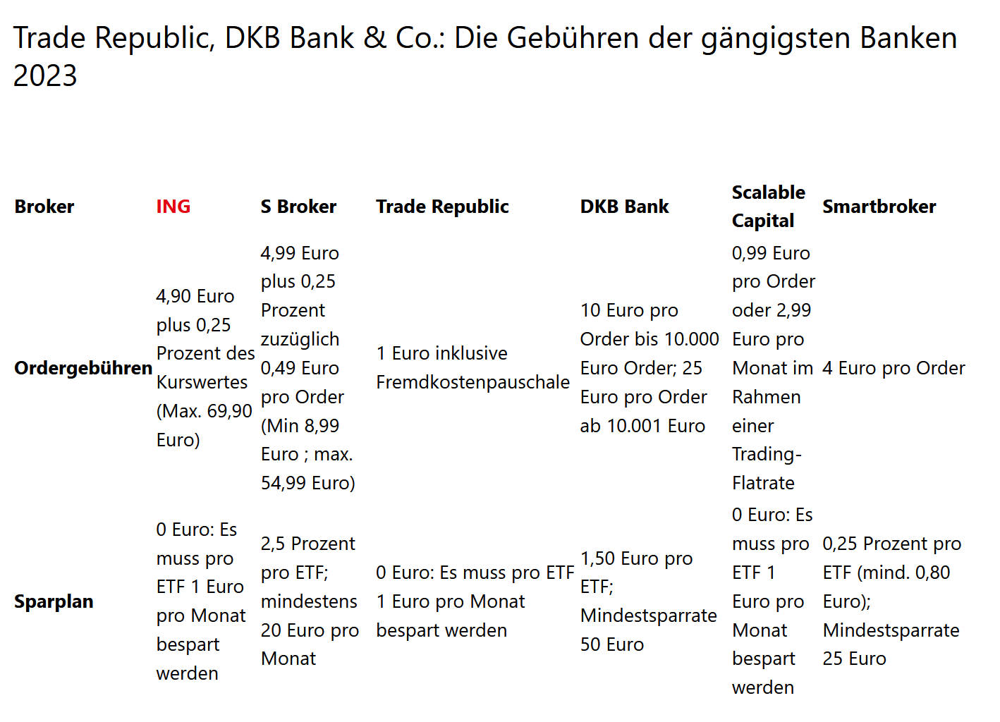 Trade Republic, DKB Bank & Co.: Die Gebühren der gängigsten Banken
2023
Broker
ING
S Broker
Trade Republic
DKB Bank
Scalable
Capital
Smartbroker
Ordergebühren
4,90 Euro
plus 0,25
Prozent des
Kurswertes
(Max. 69,90
Euro)
4,99 Euro
plus 0,25
Prozent
zuzüglich
0,49 Euro
pro Order
(Min 8,99
Euro ; max.
54,99 Euro)
1 Euro inklusive
Fremdkostenpauschale
10 Euro pro
Order bis 10.000
Euro Order; 25
Euro pro Order
ab 10.001 Euro
0,99 Euro
pro Order
oder 2,99
Euro pro
Monat im
Rahmen
einer
Trading-
Flatrate
4 Euro pro Order
Sparplan
0 Euro: Es
muss pro
ETF 1 Euro
pro Monat
bespart
werden
2,5 Prozent
pro ETF;
mindestens
20 Euro pro
Monat
0 Euro: Es muss pro ETF
1 Euro pro Monat
bespart werden
1,50 Euro pro
ETF;
Mindestsparrate
50 Euro
0 Euro: Es
muss pro
ETF 1
Euro pro
Monat
bespart
werden
0,25 Prozent pro
ETF (mind. 0,80
Euro);
Mindestsparrate
25 Euro